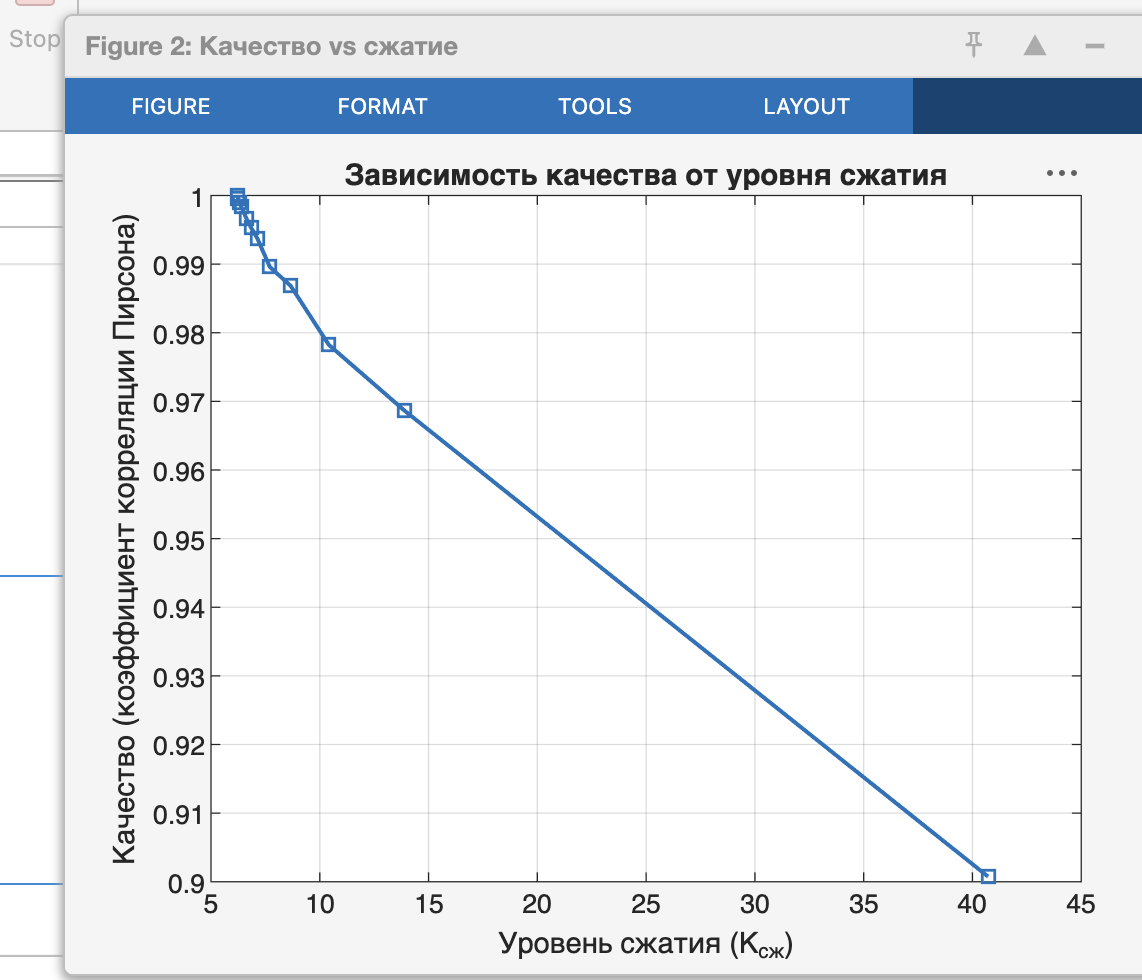 Stop
Figure 2: Качество vs сжатие
FIGURE
FORMAT
TOOLS
LAYOUT
Зависимость качества от уровня сжатия
Качество (коэффициент корреляции Пирсона)
1
0.99
0.98
0.97
0.96
0.95
0.94
0.93
0.92
0.91
0.9
5
10
15
20
25
30
35
40
45
Уровень сжатия (Kсж)